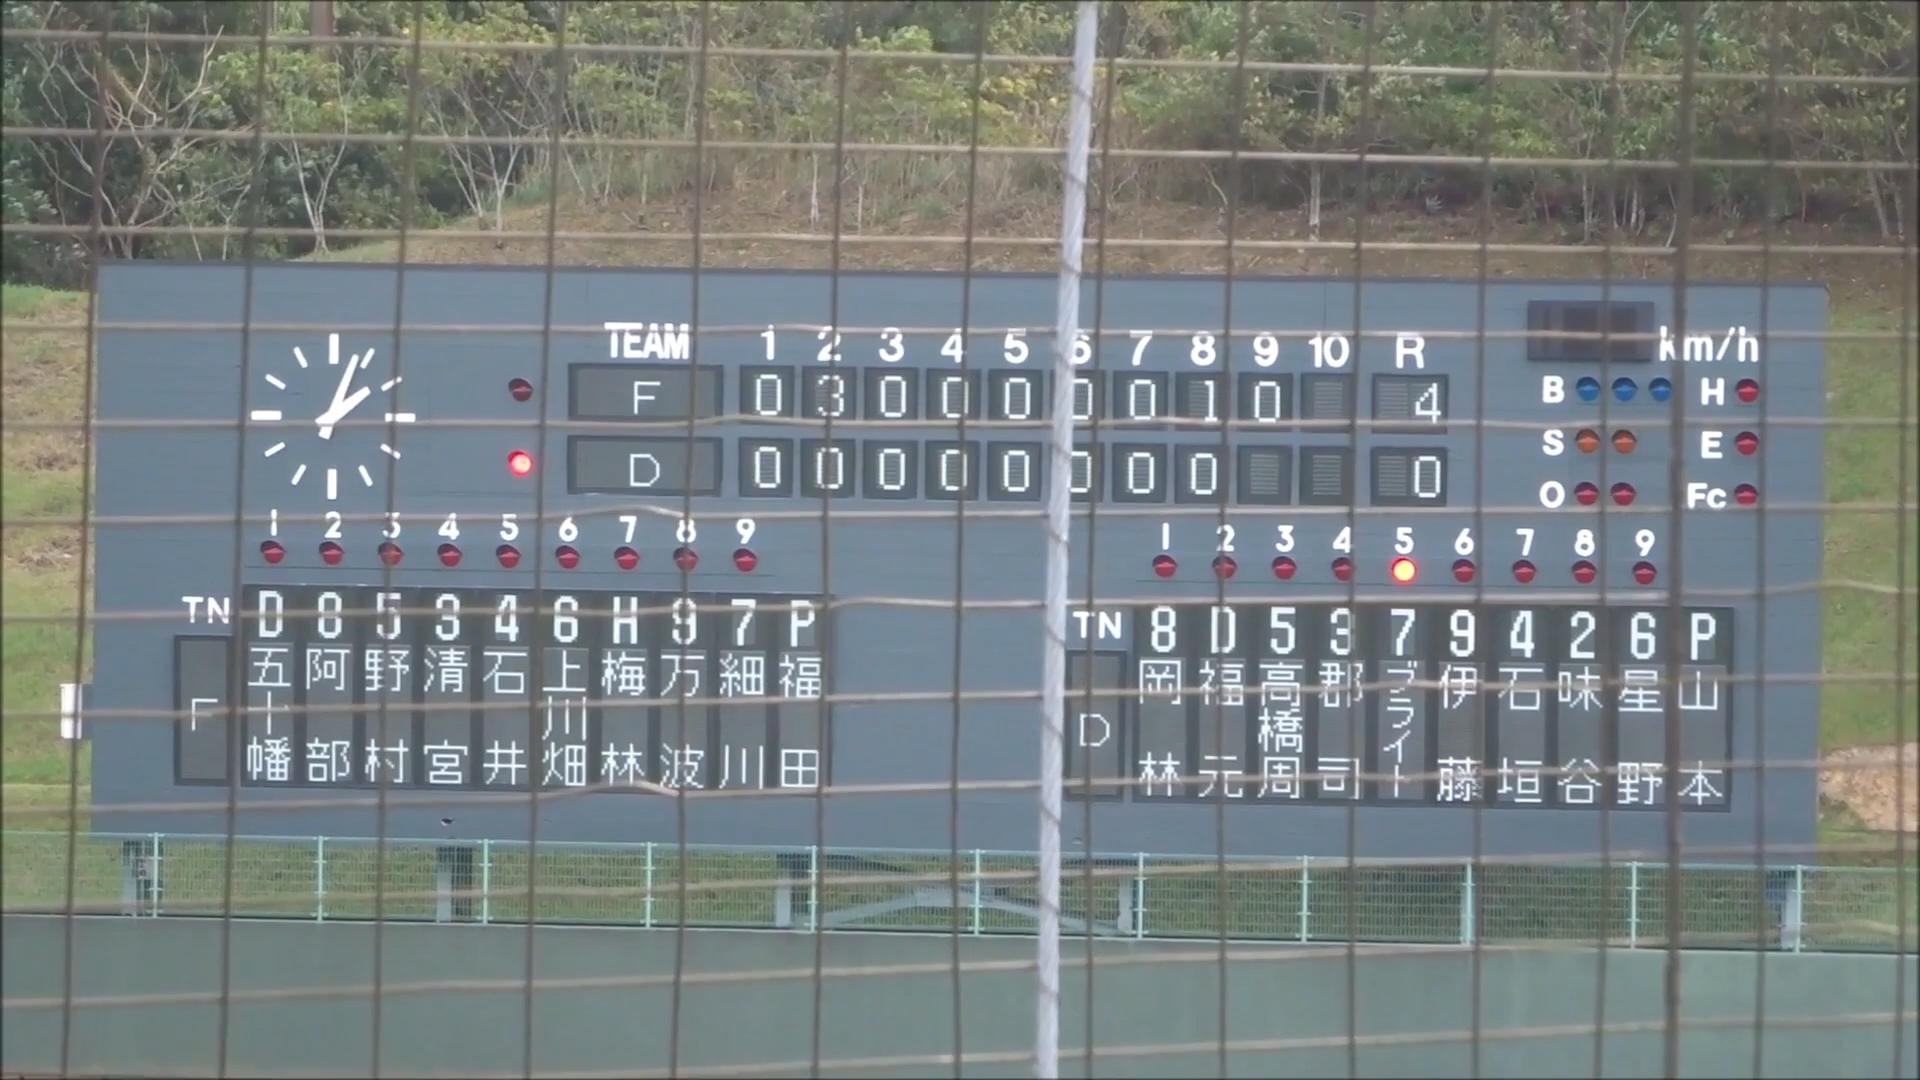 TEAM 1 2 3 4 5 6 7 8 9 10 R km/h
F 0 3 0 0 0 0 0 1 0 4
D 0 0 0 0 0 0 0 0 0
B H
S E
O Fc
1 2 3 4 5 6 7 8 9
TN D 8 5 3 4 6 H 9 7 P
F 五十幡 阿部 野村 清宮 石井 上川畑 梅林 万波 細川 福田
1 2 3 4 5 6 7 8 9
TN 8 D 5 3 7 9 4 2 6 P
D 岡林 福元 高橋周 郡司 ブライト 伊藤 石垣 味谷 星野 山本